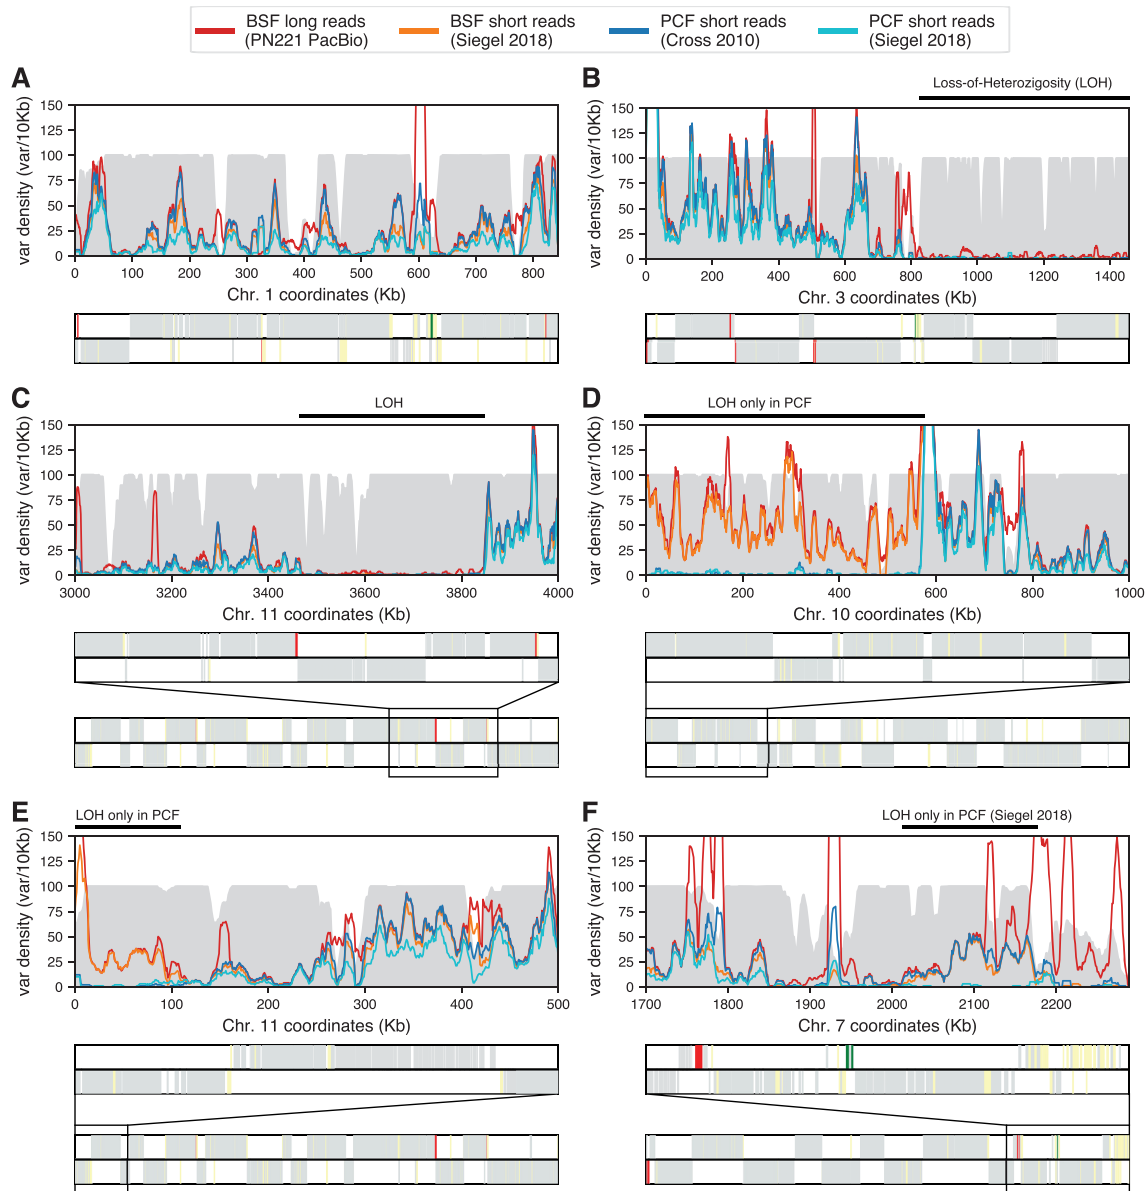 BSF long reads
(PN221 PacBio)
BSF short reads
(Siegel 2018)
PCF short reads
(Cross 2010)
PCF short reads
(Siegel 2018)
A
var density (var/10Kb)
150
125
100
75
50
25
0
0 100 200 300 400 500 600 700 800
Chr. 1 coordinates (Kb)
B
Loss-of-Heterozigosity (LOH)
var density (var/10Kb)
150
125
100
75
50
25
0
0 200 400 600 800 1000 1200 1400
Chr. 3 coordinates (Kb)
C
LOH
var density (var/10Kb)
150
125
100
75
50
25
0
3000 3200 3400 3600 3800 4000
Chr. 11 coordinates (Kb)
D
LOH only in PCF
var density (var/10Kb)
150
125
100
75
50
25
0
0 200 400 600 800 1000
Chr. 10 coordinates (Kb)
E
LOH only in PCF
var density (var/10Kb)
150
125
100
75
50
25
0
0 100 200 300 400 500
Chr. 11 coordinates (Kb)
F
LOH only in PCF (Siegel 2018)
var density (var/10Kb)
150
125
100
75
50
25
0
1700 1800 1900 2000 2100 2200
Chr. 7 coordinates (Kb)